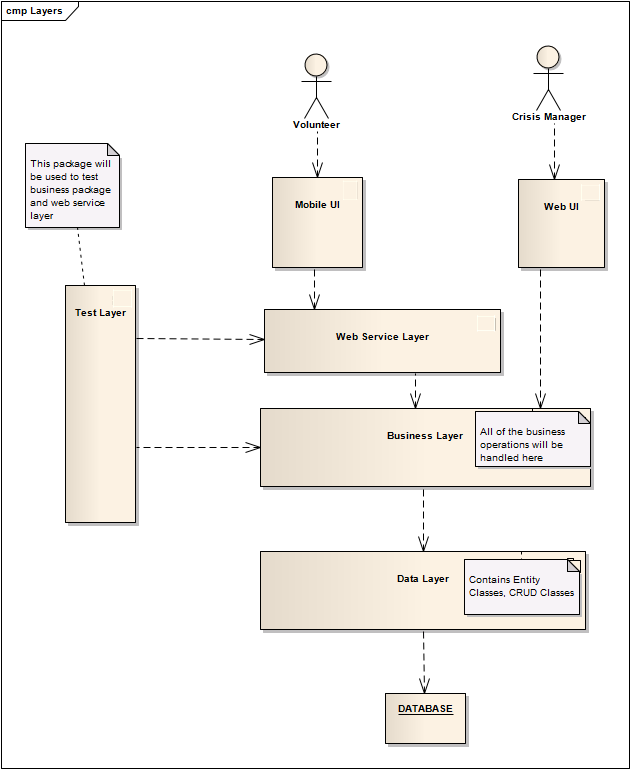 cmp Layers
Volunteer
Crisis Manager
This package will
be used to test
business package
and web service
layer
Mobile UI
Web UI
Test Layer
Web Service Layer
Business Layer
All of the business
operations will be
handled here
Data Layer
Contains Entity
Classes, CRUD Classes
DATABASE